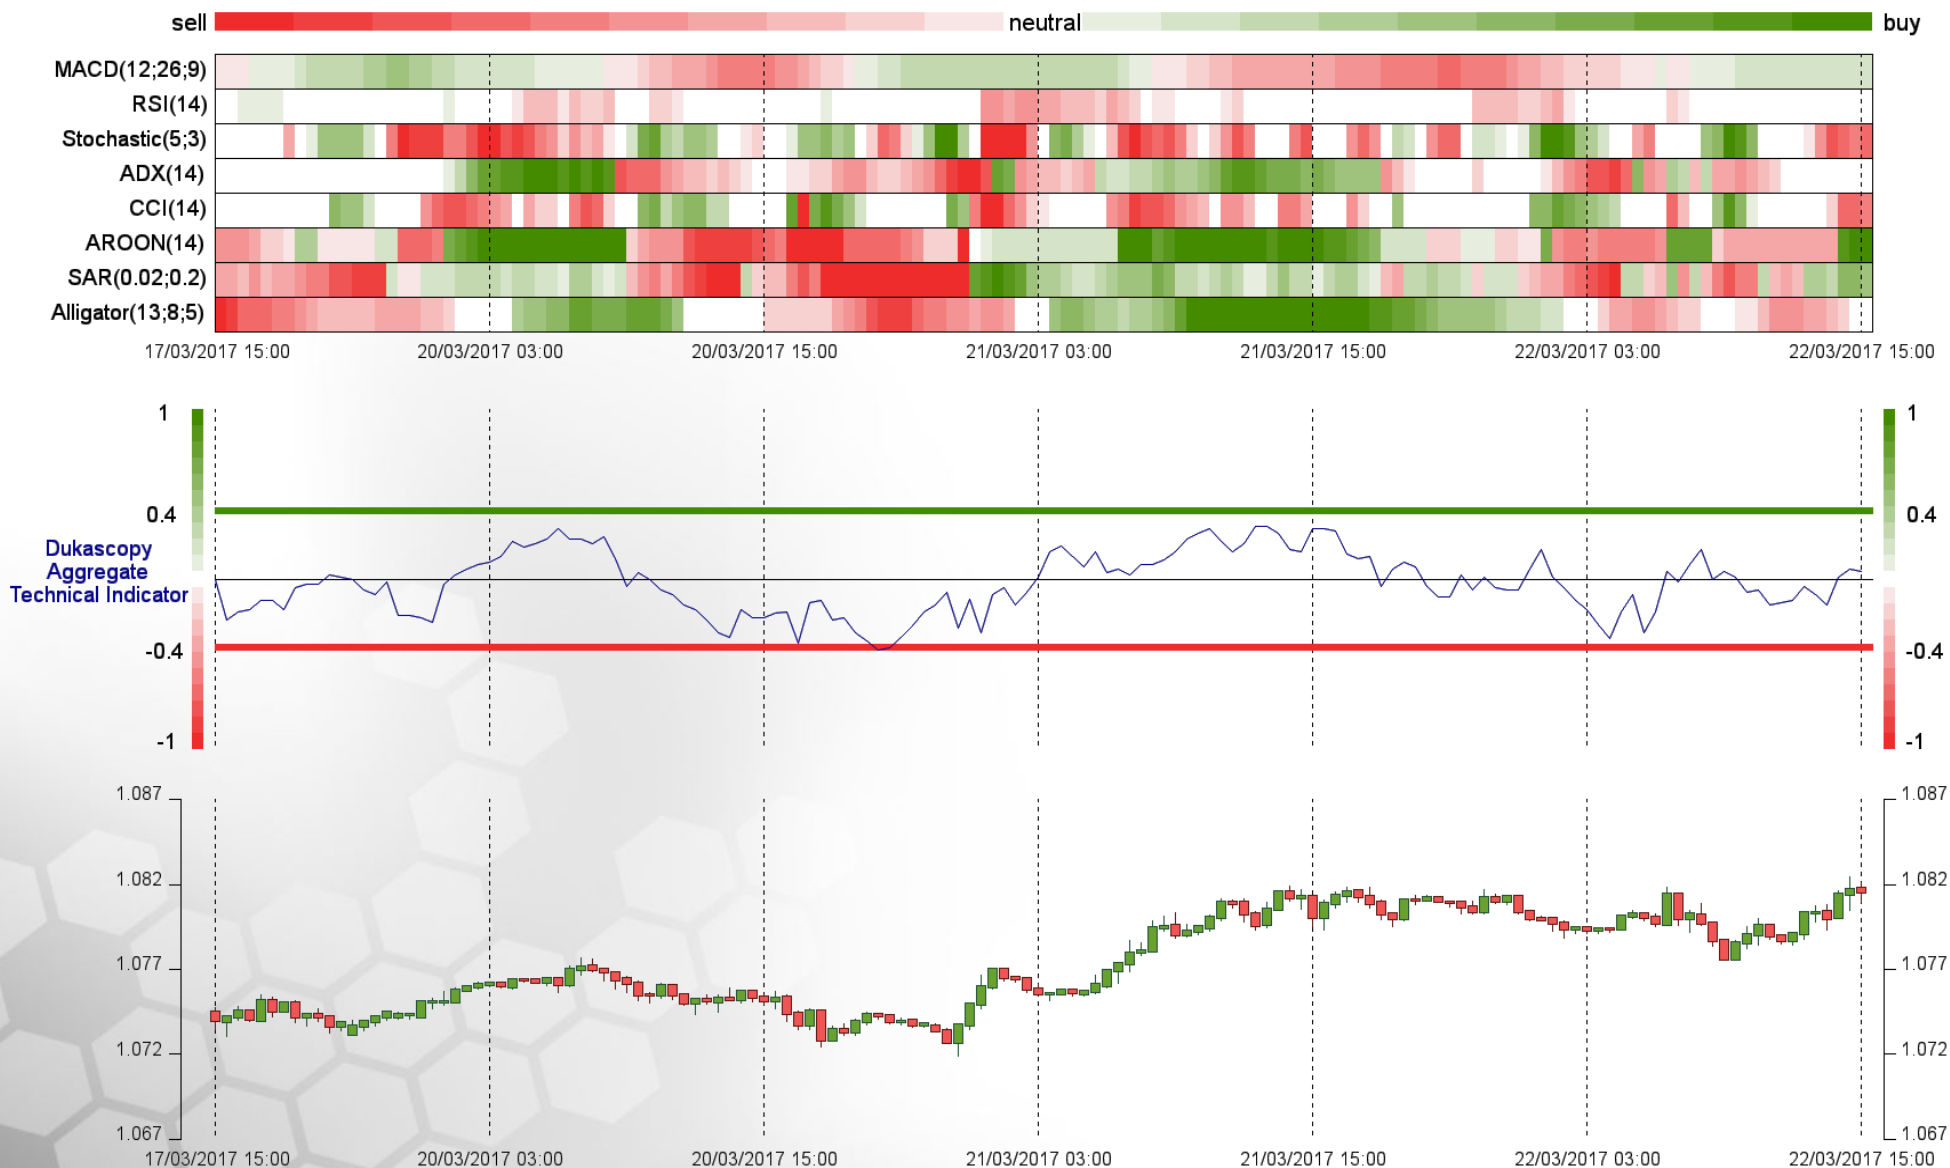 sell neutral buy
MACD(12;26;9)
RSI(14)
Stochastic(5;3)
ADX(14)
CCI(14)
AROON(14)
SAR(0.02;0.2)
Alligator(13;8;5)
17/03/2017 15:00 20/03/2017 03:00 20/03/2017 15:00 21/03/2017 03:00 21/03/2017 15:00 22/03/2017 03:00 22/03/2017 15:00
1 1
0.4 0.4
Dukascopy
Aggregate
Technical Indicator
-0.4 -0.4
-1 -1
1.087 1.087
1.082 1.082
1.077 1.077
1.072 1.072
1.067 1.067
17/03/2017 15:00 20/03/2017 03:00 20/03/2017 15:00 21/03/2017 03:00 21/03/2017 15:00 22/03/2017 03:00 22/03/2017 15:00